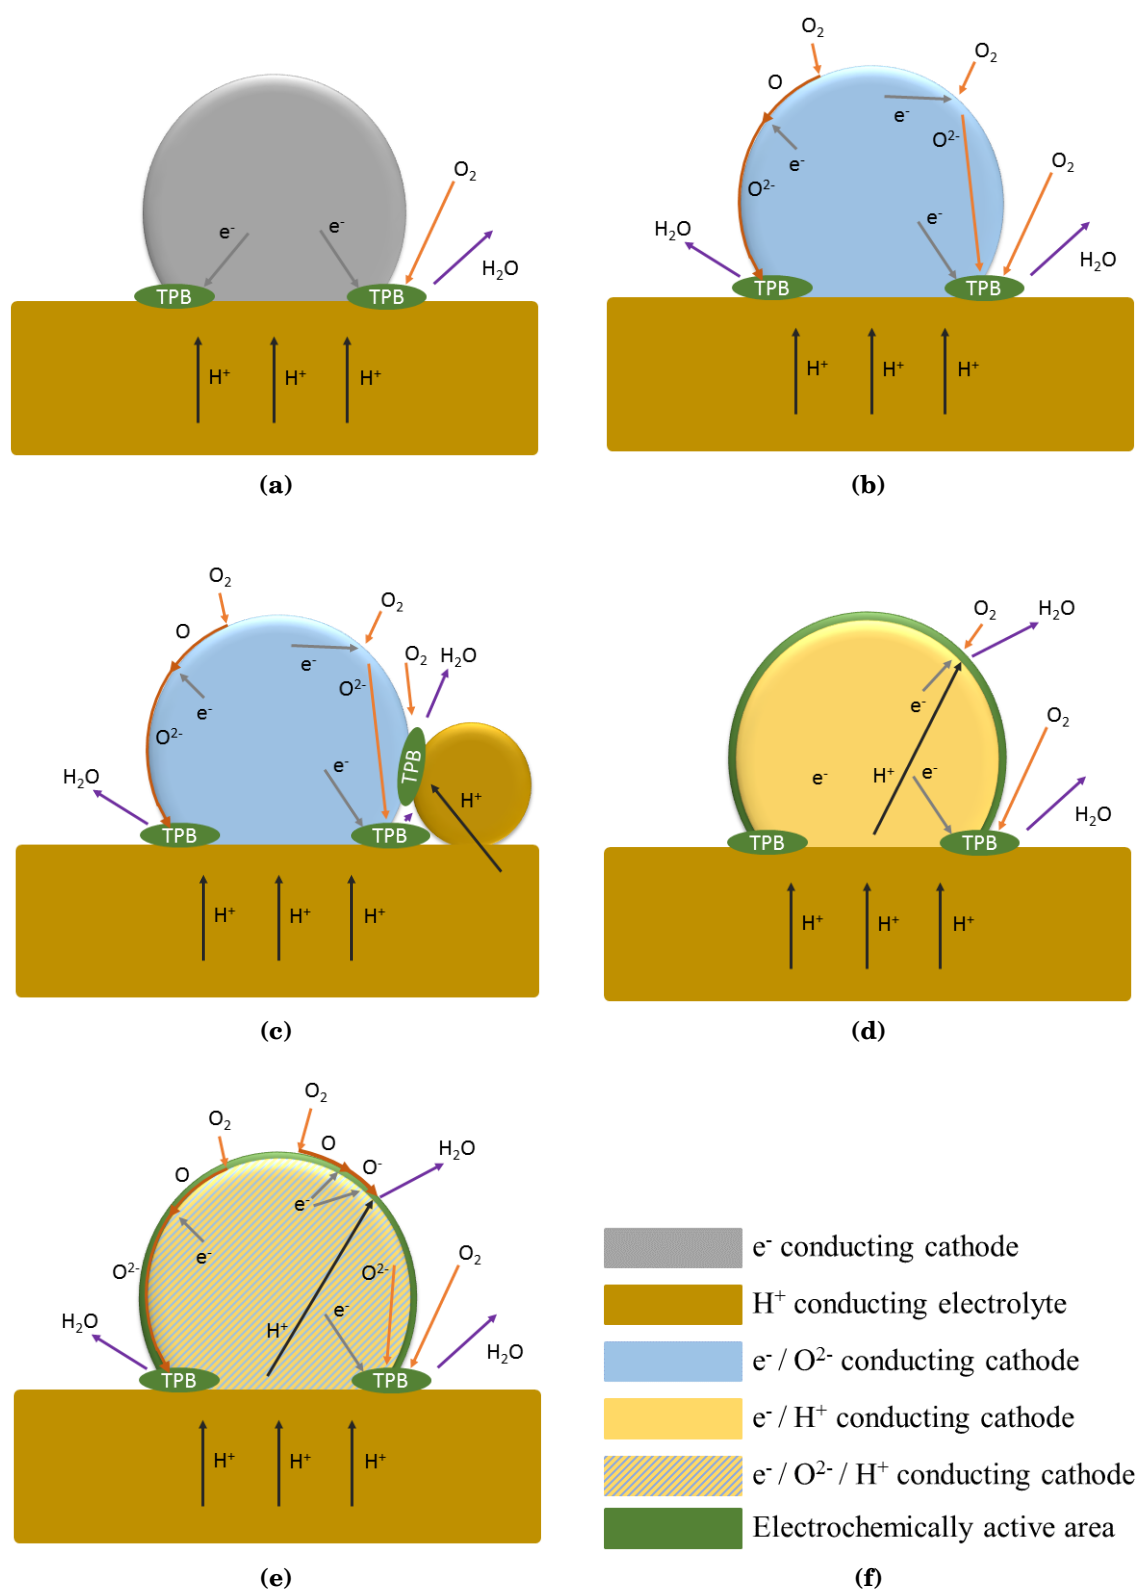 O₂
e⁻ e⁻
H₂O
TPB TPB
H⁺ H⁺ H⁺
(a)
O₂
O₂
O
e⁻
O²⁻
e⁻
O₂
O²⁻
e⁻
H₂O
H₂O
TPB TPB
H⁺ H⁺ H⁺
(b)
O₂
O₂
O
O₂ H₂O
e⁻
O²⁻
e⁻
O²⁻
e⁻
TPB
H₂O
H⁺
TPB TPB
H⁺ H⁺ H⁺
(c)
O₂ H₂O
e⁻
O₂
e⁻ H⁺ e⁻
H₂O
TPB TPB
H⁺ H⁺ H⁺
(d)
O₂
O₂
O
H₂O
O
O⁻
e⁻
e⁻
O₂
O²⁻
O²⁻
e⁻
H₂O
H⁺
H₂O
TPB TPB
H⁺ H⁺ H⁺
(e)
e⁻ conducting cathode
H⁺ conducting electrolyte
e⁻ / O²⁻ conducting cathode
e⁻ / H⁺ conducting cathode
e⁻ / O²⁻ / H⁺ conducting cathode
Electrochemically active area
(f)